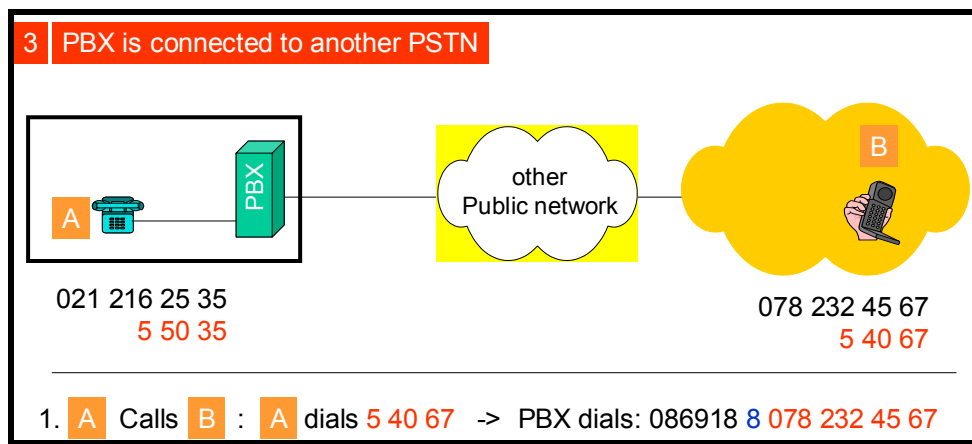 3 PBX is connected to another PSTN
B
other
Public network
PBX
A
021 216 25 35
5 50 35
078 232 45 67
5 40 67
1. A Calls B : A dials 5 40 67 -> PBX dials: 086918 8 078 232 45 67